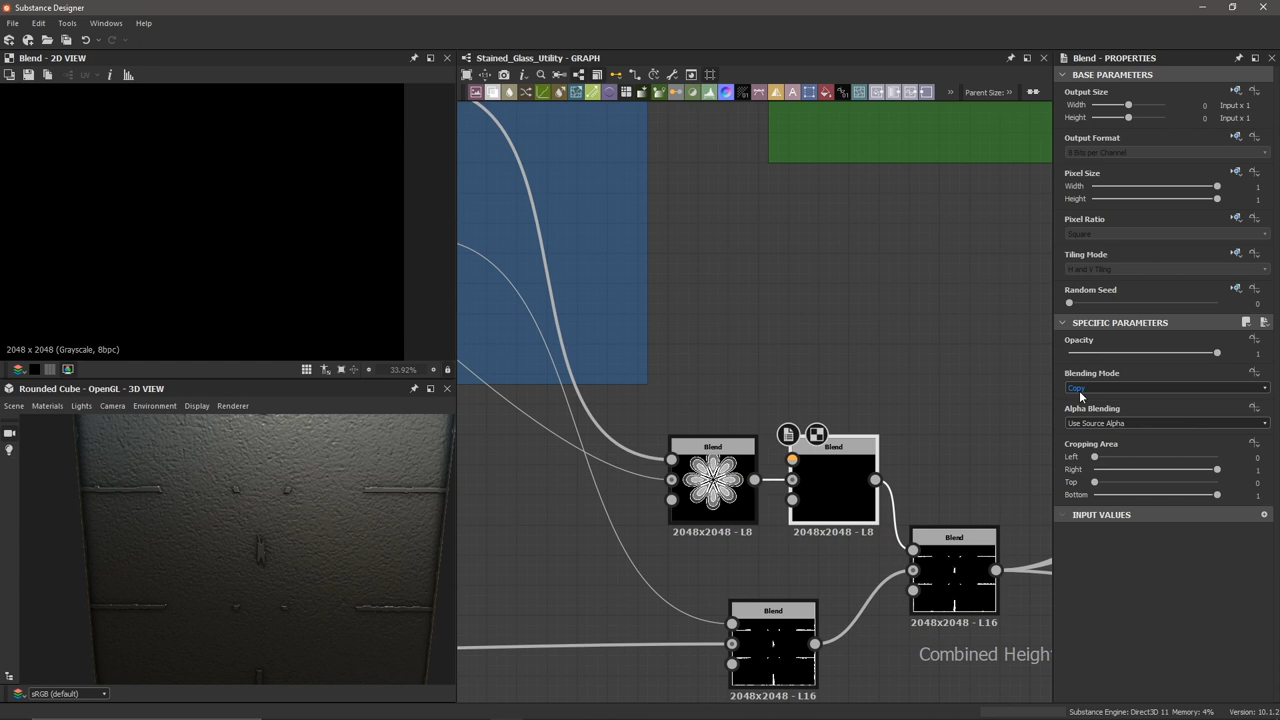 Substance Designer
File Edit Tools Windows Help
Blend - 2D VIEW
UV
2048 x 2048 (Grayscale, 8bpc)
33.92%
Rounded Cube - OpenGL - 3D VIEW
Scene Materials Lights Camera Environment Display Renderer
sRGB (default)
Stained_Glass_Utility - GRAPH
Parent Size:
Blend
2048x2048 - L8
Blend
2048x2048 - L8
Blend
2048x2048 - L16
Blend
2048x2048 - L16
Combined Heigh
Blend - PROPERTIES
BASE PARAMETERS
Output Size
Width 0 Input x 1
Height 0 Input x 1
Output Format
8 Bits per Channel
Pixel Size
Width 1
Height 1
Pixel Ratio
Square
Tiling Mode
H and V Tiling
Random Seed
0
SPECIFIC PARAMETERS
Opacity
1
Blending Mode
Copy
Alpha Blending
Use Source Alpha
Cropping Area
Left 0
Right 1
Top 0
Bottom 1
INPUT VALUES
Substance Engine: Direct3D 11 Memory: 4% Version: 10.1.2